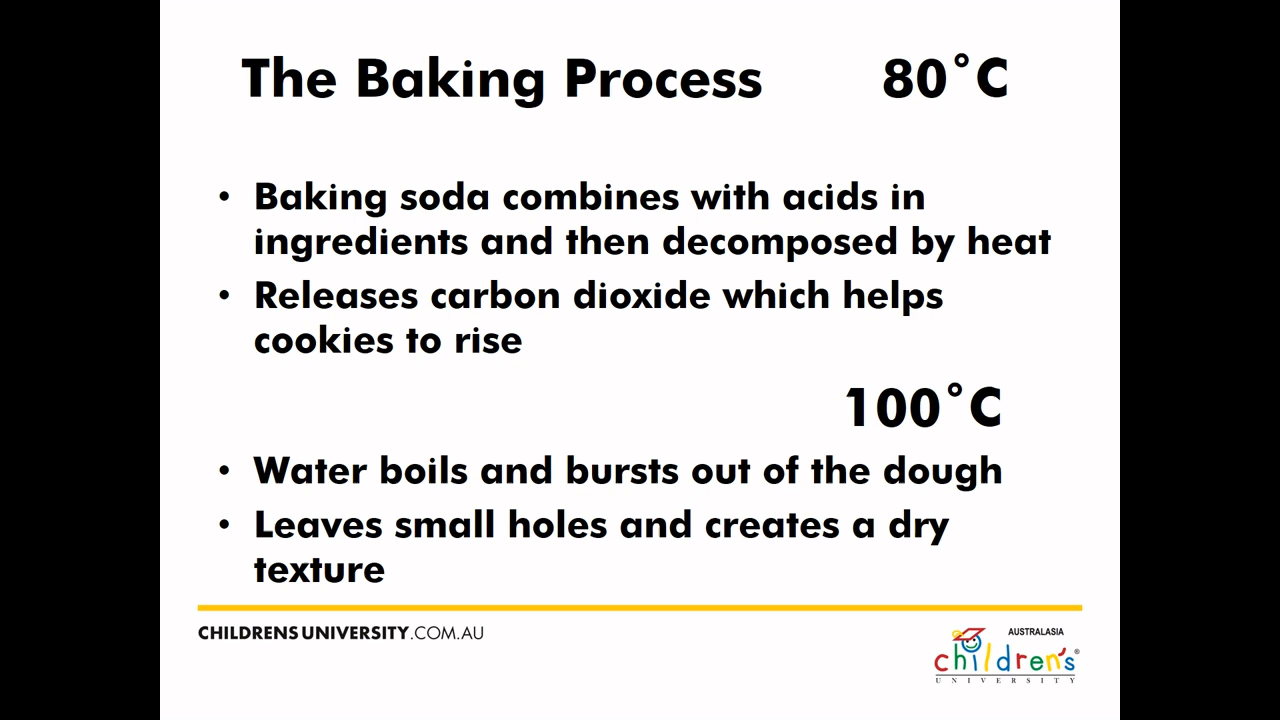 The Baking Process 80˚C
• Baking soda combines with acids in
ingredients and then decomposed by heat
• Releases carbon dioxide which helps
cookies to rise
100˚C
• Water boils and bursts out of the dough
• Leaves small holes and creates a dry
texture
CHILDRENSUNIVERSITY.COM.AU
AUSTRALASIA
children's®
UNIVERSITY